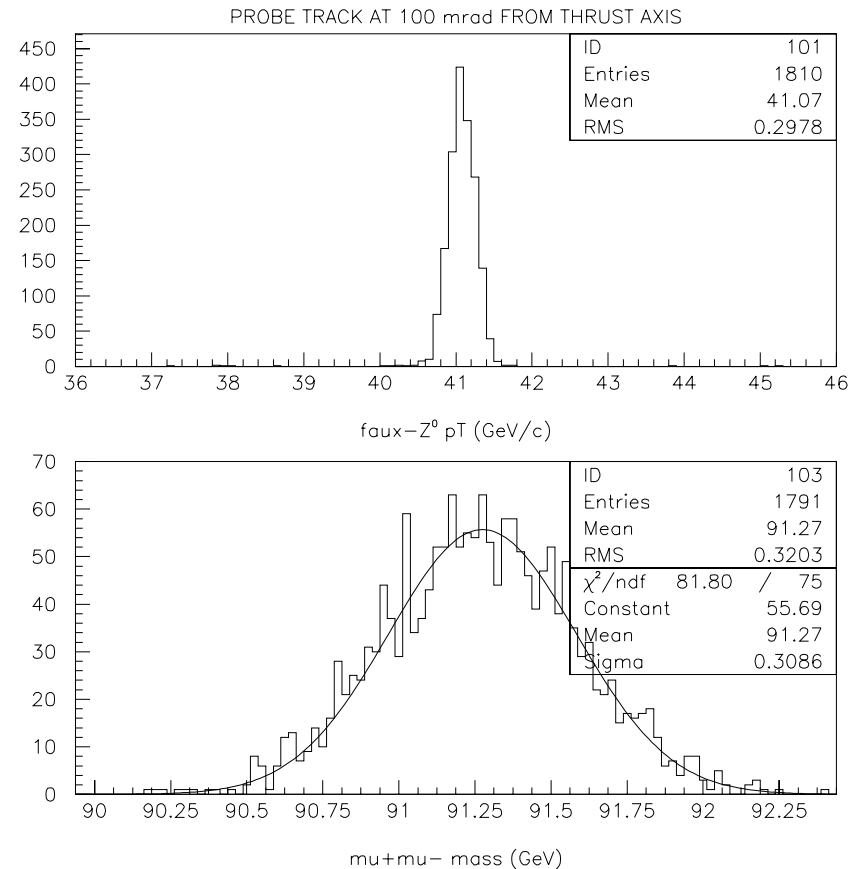 PROBE TRACK AT 100 mrad FROM THRUST AXIS
ID 101
Entries 1810
Mean 41.07
RMS 0.2978
450
400
350
300
250
200
150
100
50
0
36 37 38 39 40 41 42 43 44 45 46
faux-Z⁰ pT (GeV/c)
ID 103
Entries 1791
Mean 91.27
RMS 0.3203
χ²/ndf 81.80 / 75
Constant 55.69
Mean 91.27
Sigma 0.3086
70
60
50
40
30
20
10
0
90 90.25 90.5 90.75 91 91.25 91.5 91.75 92 92.25
mu+mu- mass (GeV)